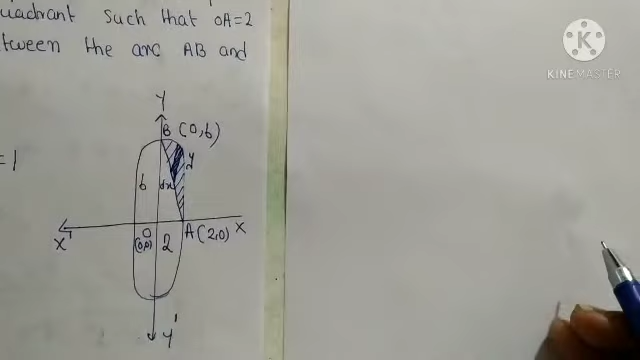 uadrant such that OA=2
tween the arc AB and
K
KINEMASTER
Y
B (0,b)
=1
y
b
dx
X'
O
(0,0)
2
A (2,0)
X
Y'